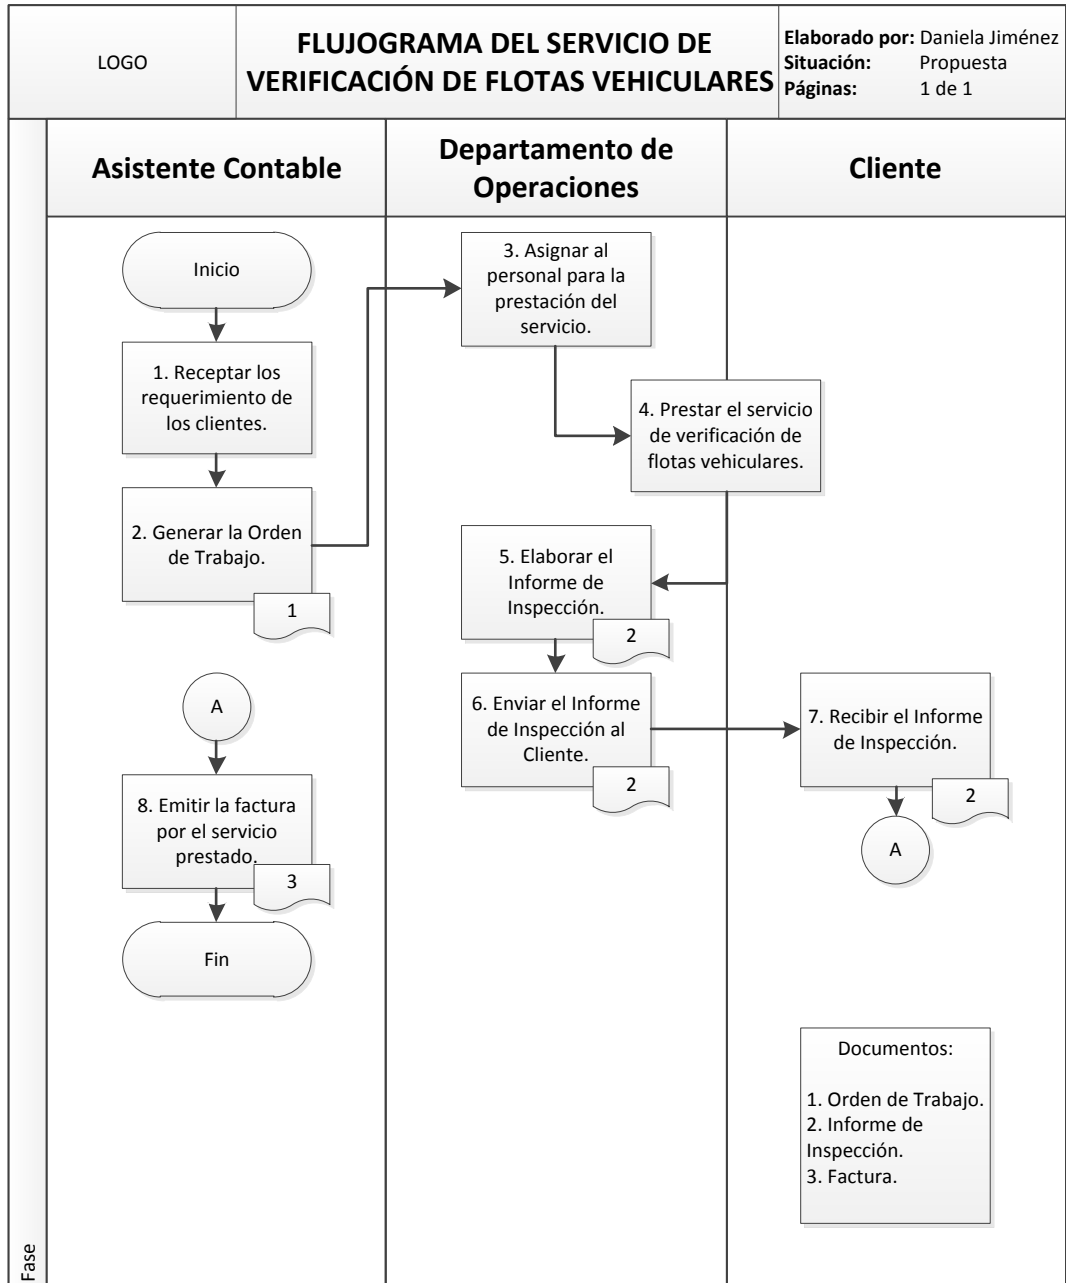 LOGO
FLUJOGRAMA DEL SERVICIO DE
VERIFICACIÓN DE FLOTAS VEHICULARES
Elaborado por: Daniela Jiménez
Situación: Propuesta
Páginas: 1 de 1
Asistente Contable
Departamento de
Operaciones
Cliente
Inicio
1. Receptar los
requerimiento de
los clientes.
2. Generar la Orden
de Trabajo.
1
3. Asignar al
personal para la
prestación del
servicio.
4. Prestar el servicio
de verificación de
flotas vehiculares.
5. Elaborar el
Informe de
Inspección.
2
6. Enviar el Informe
de Inspección al
Cliente.
2
7. Recibir el Informe
de Inspección.
2
A
A
8. Emitir la factura
por el servicio
prestado.
3
Fin
Documentos:
1. Orden de Trabajo.
2. Informe de
Inspección.
3. Factura.
Fase